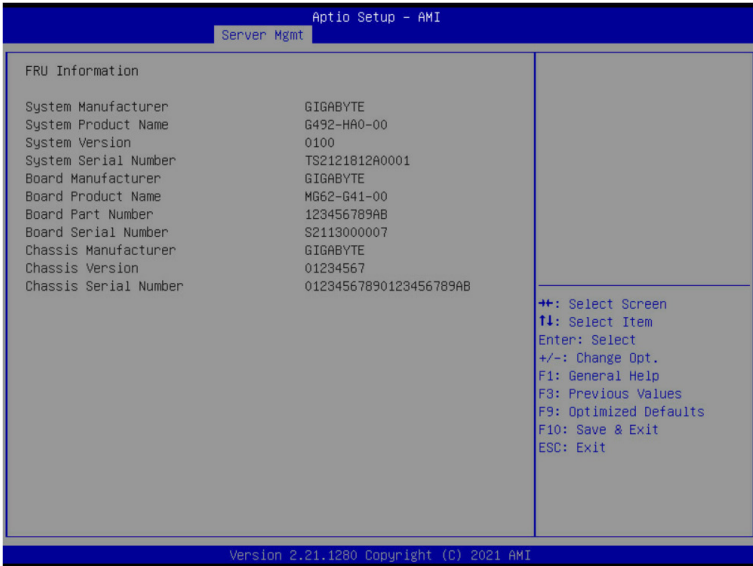 Aptio Setup - AMI
Server Mgmt
FRU Information
System Manufacturer GIGABYTE
System Product Name G492-HA0-00
System Version 0100
System Serial Number TS2121812A0001
Board Manufacturer GIGABYTE
Board Product Name MG62-G41-00
Board Part Number 123456789AB
Board Serial Number S2113000007
Chassis Manufacturer GIGABYTE
Chassis Version 01234567
Chassis Serial Number 01234567890123456789AB
→←: Select Screen
↑↓: Select Item
Enter: Select
+/-: Change Opt.
F1: General Help
F3: Previous Values
F9: Optimized Defaults
F10: Save & Exit
ESC: Exit
Version 2.21.1280 Copyright (C) 2021 AMI